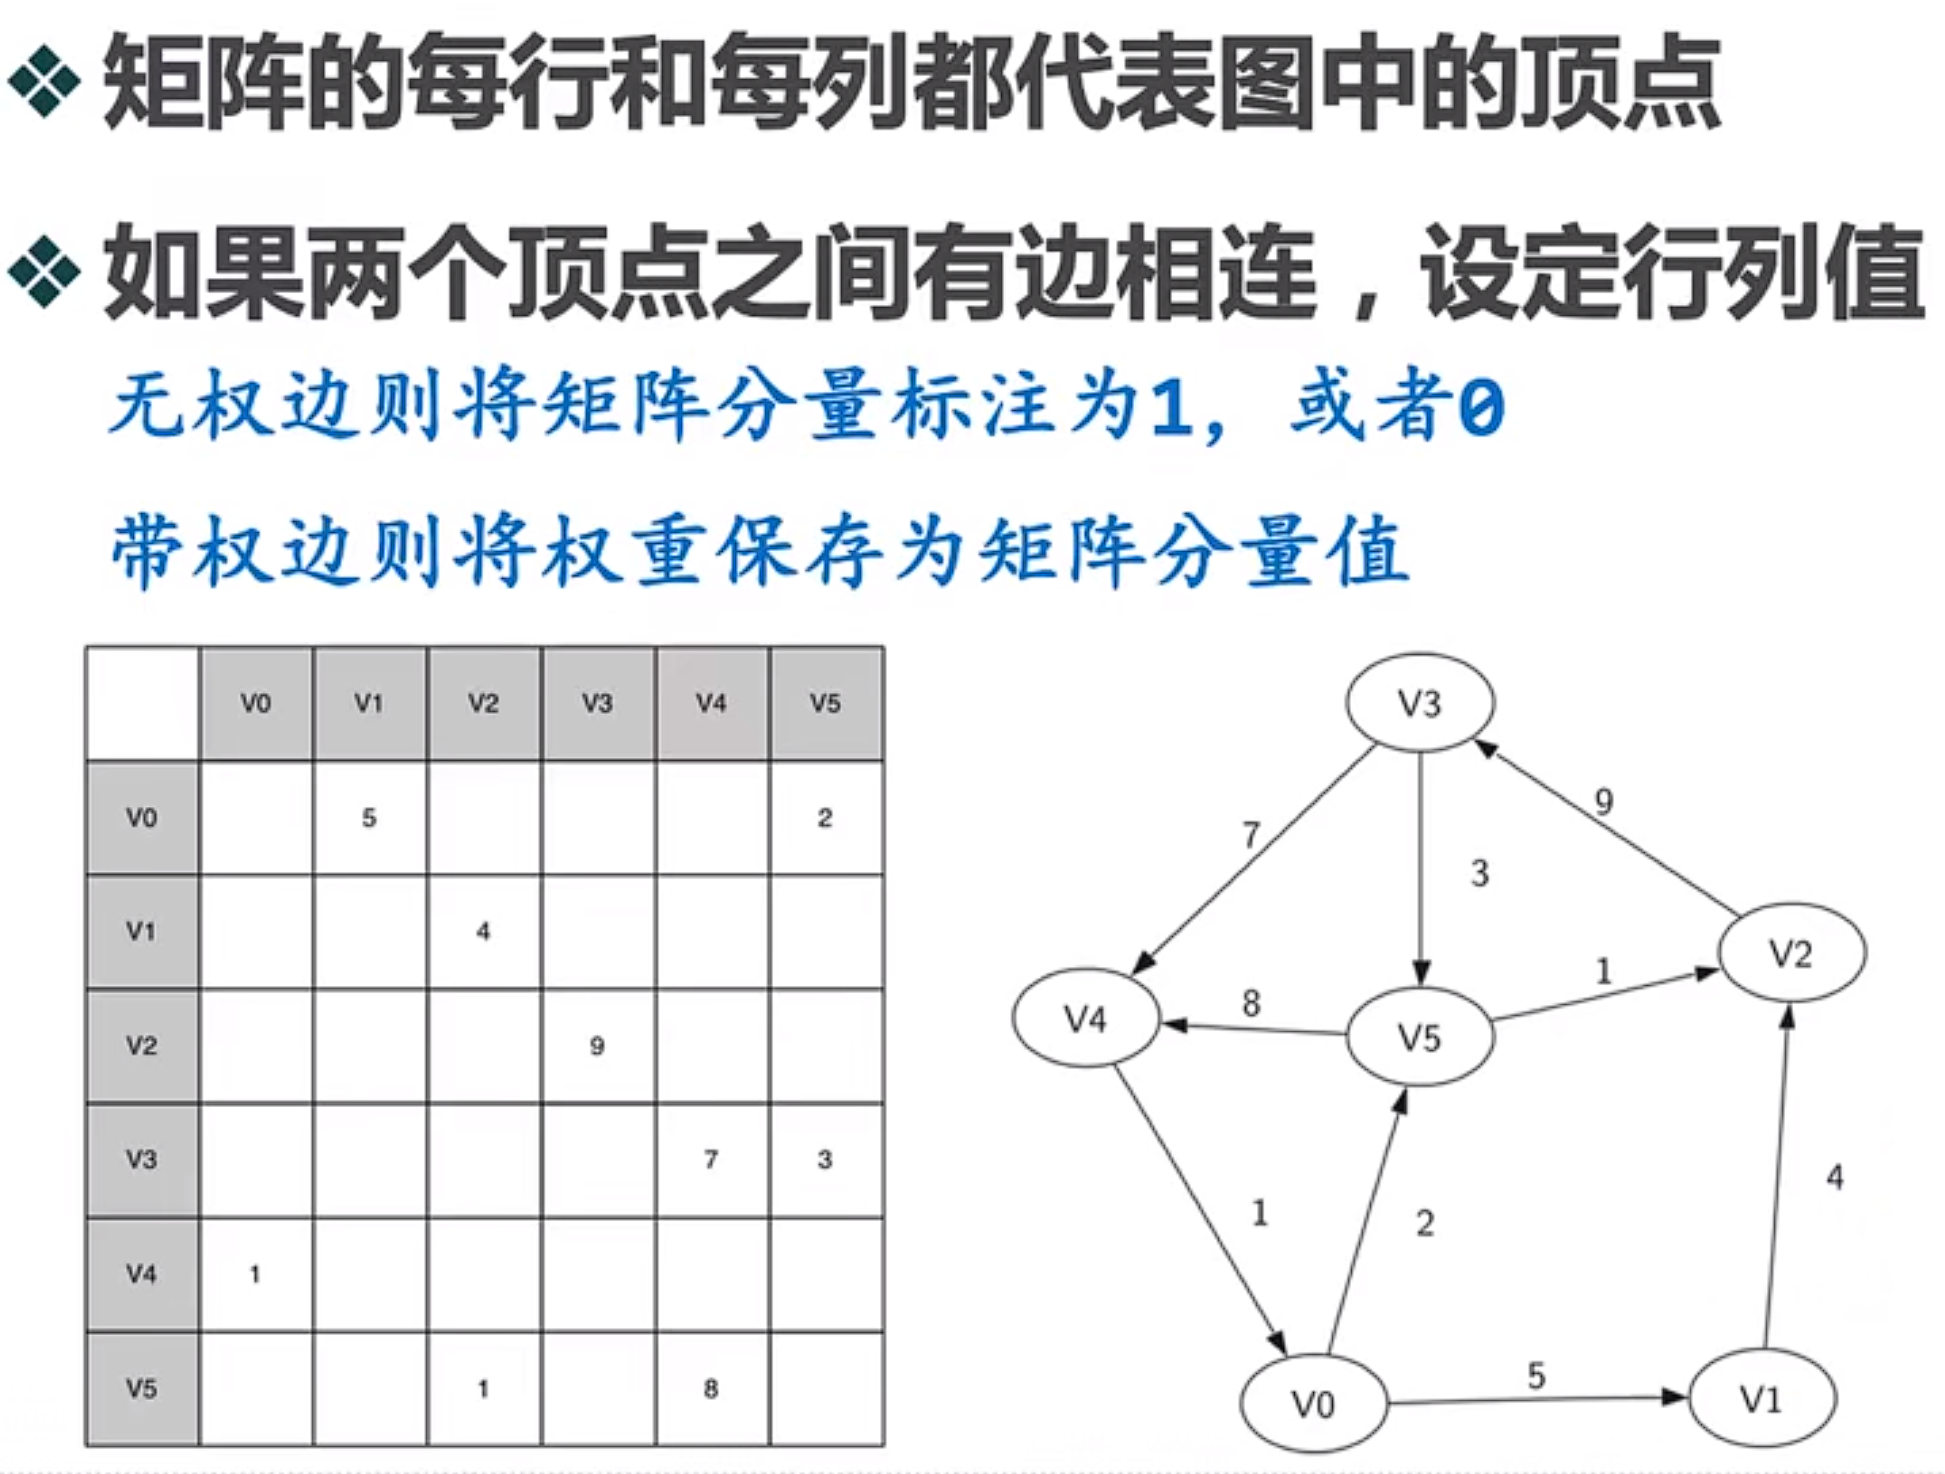 矩阵的每行和每列都代表图中的顶点
如果两个顶点之间有边相连，设定行列值
无权边则将矩阵分量标注为1，或者0
带权边则将权重保存为矩阵分量值
V0 V1 V2 V3 V4 V5
V0 5 2
V1 4
V2 9
V3 7 3
V4 1
V5 1 8
V3
9
7
3
V2
1
8
V4
V5
4
1
2
5
V0
V1